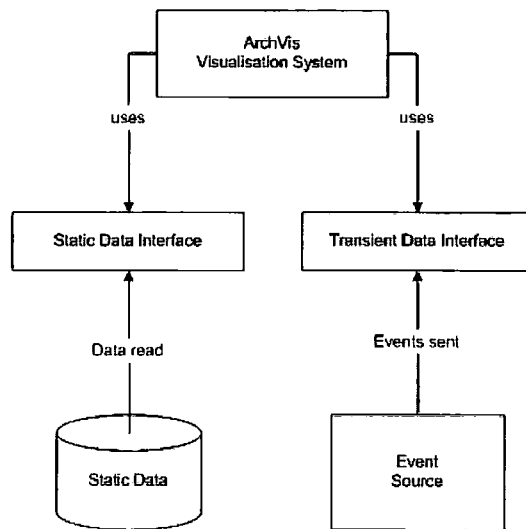 ArchVis
Visualisation System
uses
uses
Static Data Interface
Transient Data Interface
Data read
Events sent
Static Data
Event
Source